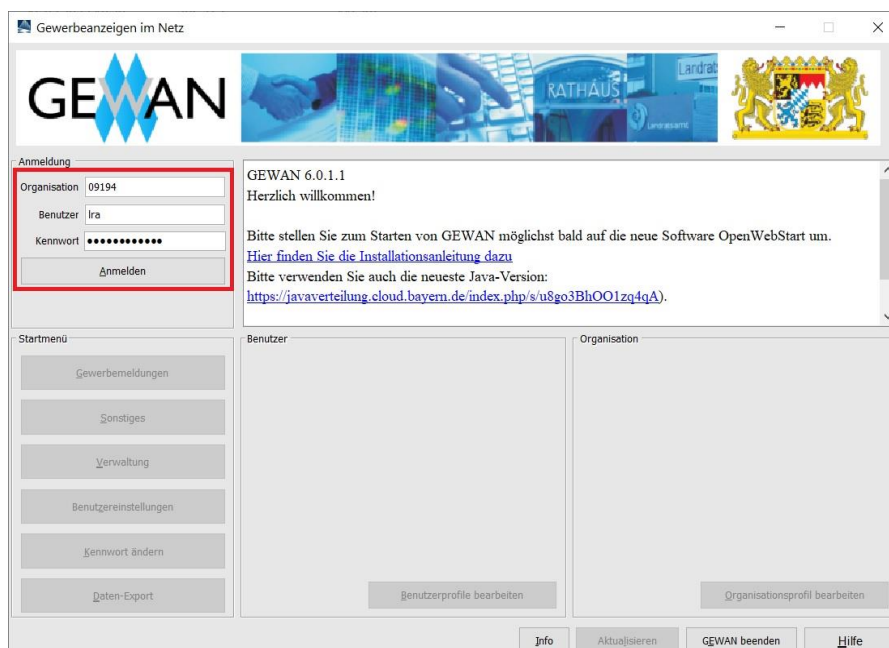 Gewerbeanzeigen im Netz
GEWAN
RATHAUS
Landrat
Landratsamt
Anmeldung
Organisation 09194
Benutzer Ira
Kennwort ●●●●●●●●●●●●
Anmelden
GEWAN 6.0.1.1
Herzlich willkommen!
Bitte stellen Sie zum Starten von GEWAN möglichst bald auf die neue Software OpenWebStart um.
Hier finden Sie die Installationsanleitung dazu
Bitte verwenden Sie auch die neueste Java-Version:
https://javaverteilung.cloud.bayern.de/index.php/s/u8go3BhOO1zq4qA).
Startmenü
Gewerbemeldungen
Sonstiges
Verwaltung
Benutzereinstellungen
Kennwort ändern
Daten-Export
Benutzer
Benutzerprofile bearbeiten
Organisation
Organisationsprofil bearbeiten
Info
Aktualisieren
GEWAN beenden
Hilfe